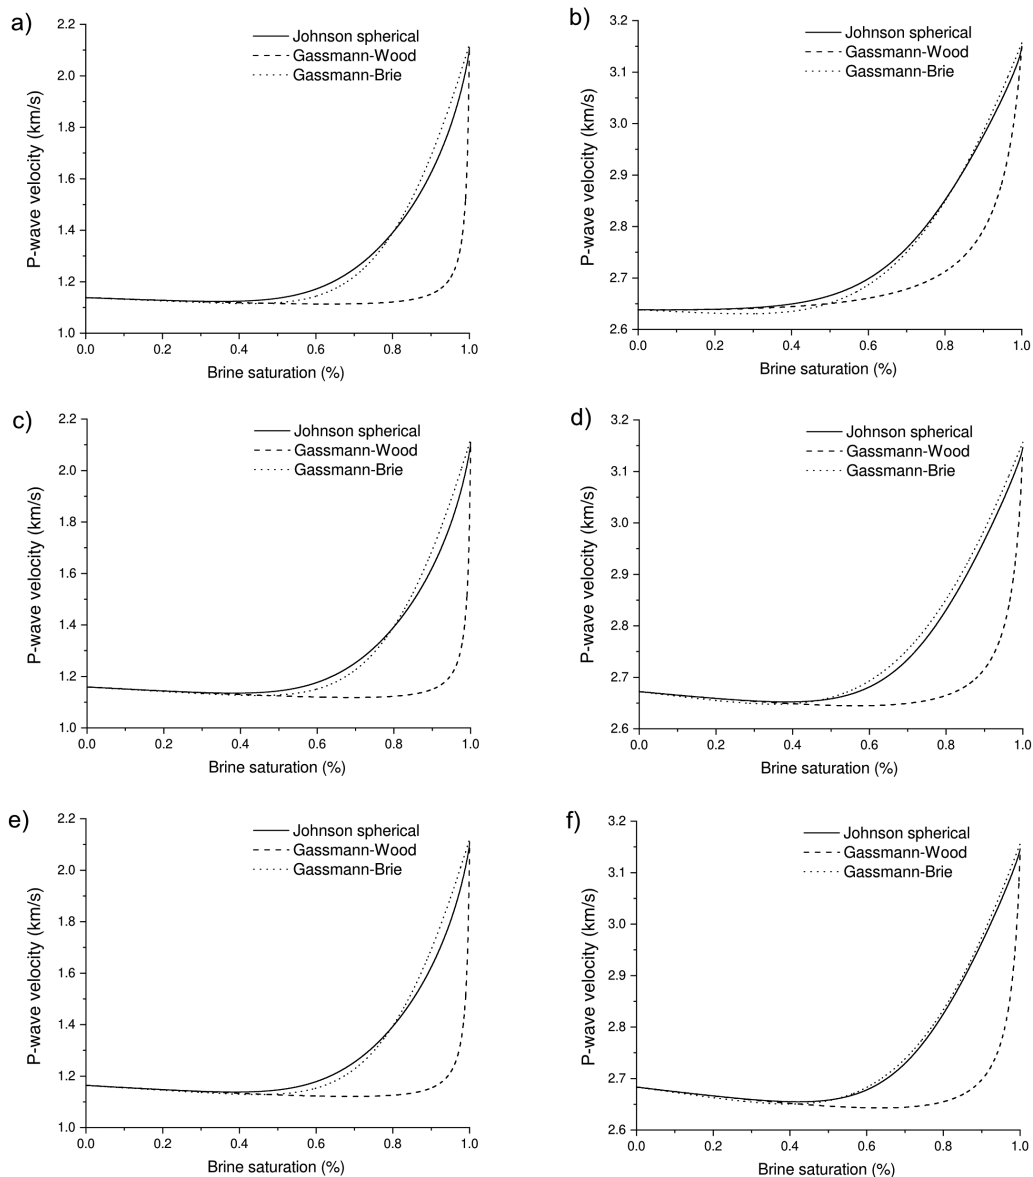 a)
2.2
2.0
1.8
1.6
1.4
1.2
1.0
P-wave velocity (km/s)
Johnson spherical
Gassmann-Wood
Gassmann-Brie
0.0 0.2 0.4 0.6 0.8 1.0
Brine saturation (%)
b)
3.2
3.1
3.0
2.9
2.8
2.7
2.6
P-wave velocity (km/s)
Johnson spherical
Gassmann-Wood
Gassmann-Brie
0.0 0.2 0.4 0.6 0.8 1.0
Brine saturation (%)
c)
2.2
2.0
1.8
1.6
1.4
1.2
1.0
P-wave velocity (km/s)
Johnson spherical
Gassmann-Wood
Gassmann-Brie
0.0 0.2 0.4 0.6 0.8 1.0
Brine saturation (%)
d)
3.2
3.1
3.0
2.9
2.8
2.7
2.6
P-wave velocity (km/s)
Johnson spherical
Gassmann-Wood
Gassmann-Brie
0.0 0.2 0.4 0.6 0.8 1.0
Brine saturation (%)
e)
2.2
2.0
1.8
1.6
1.4
1.2
1.0
P-wave velocity (km/s)
Johnson spherical
Gassmann-Wood
Gassmann-Brie
0.0 0.2 0.4 0.6 0.8 1.0
Brine saturation (%)
f)
3.2
3.1
3.0
2.9
2.8
2.7
2.6
P-wave velocity (km/s)
Johnson spherical
Gassmann-Wood
Gassmann-Brie
0.0 0.2 0.4 0.6 0.8 1.0
Brine saturation (%)